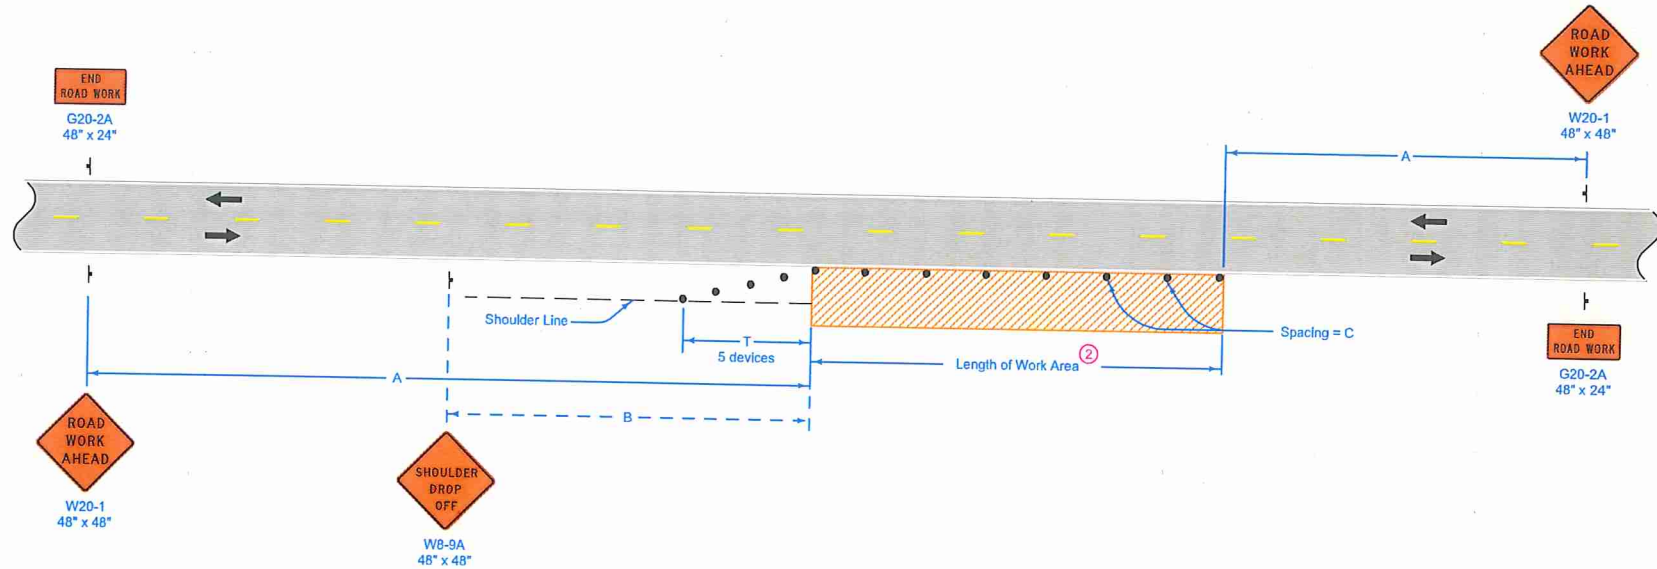 END
ROAD WORK
G20-2A
48" x 24"
ROAD
WORK
AHEAD
W20-1
48" x 48"
A
Shoulder Line
T
5 devices
Length of Work Area ②
Spacing = C
A
B
ROAD
WORK
AHEAD
W20-1
48" x 48"
SHOULDER
DROP
OFF
W8-9A
48" x 48"
END
ROAD WORK
G20-2A
48" x 24"